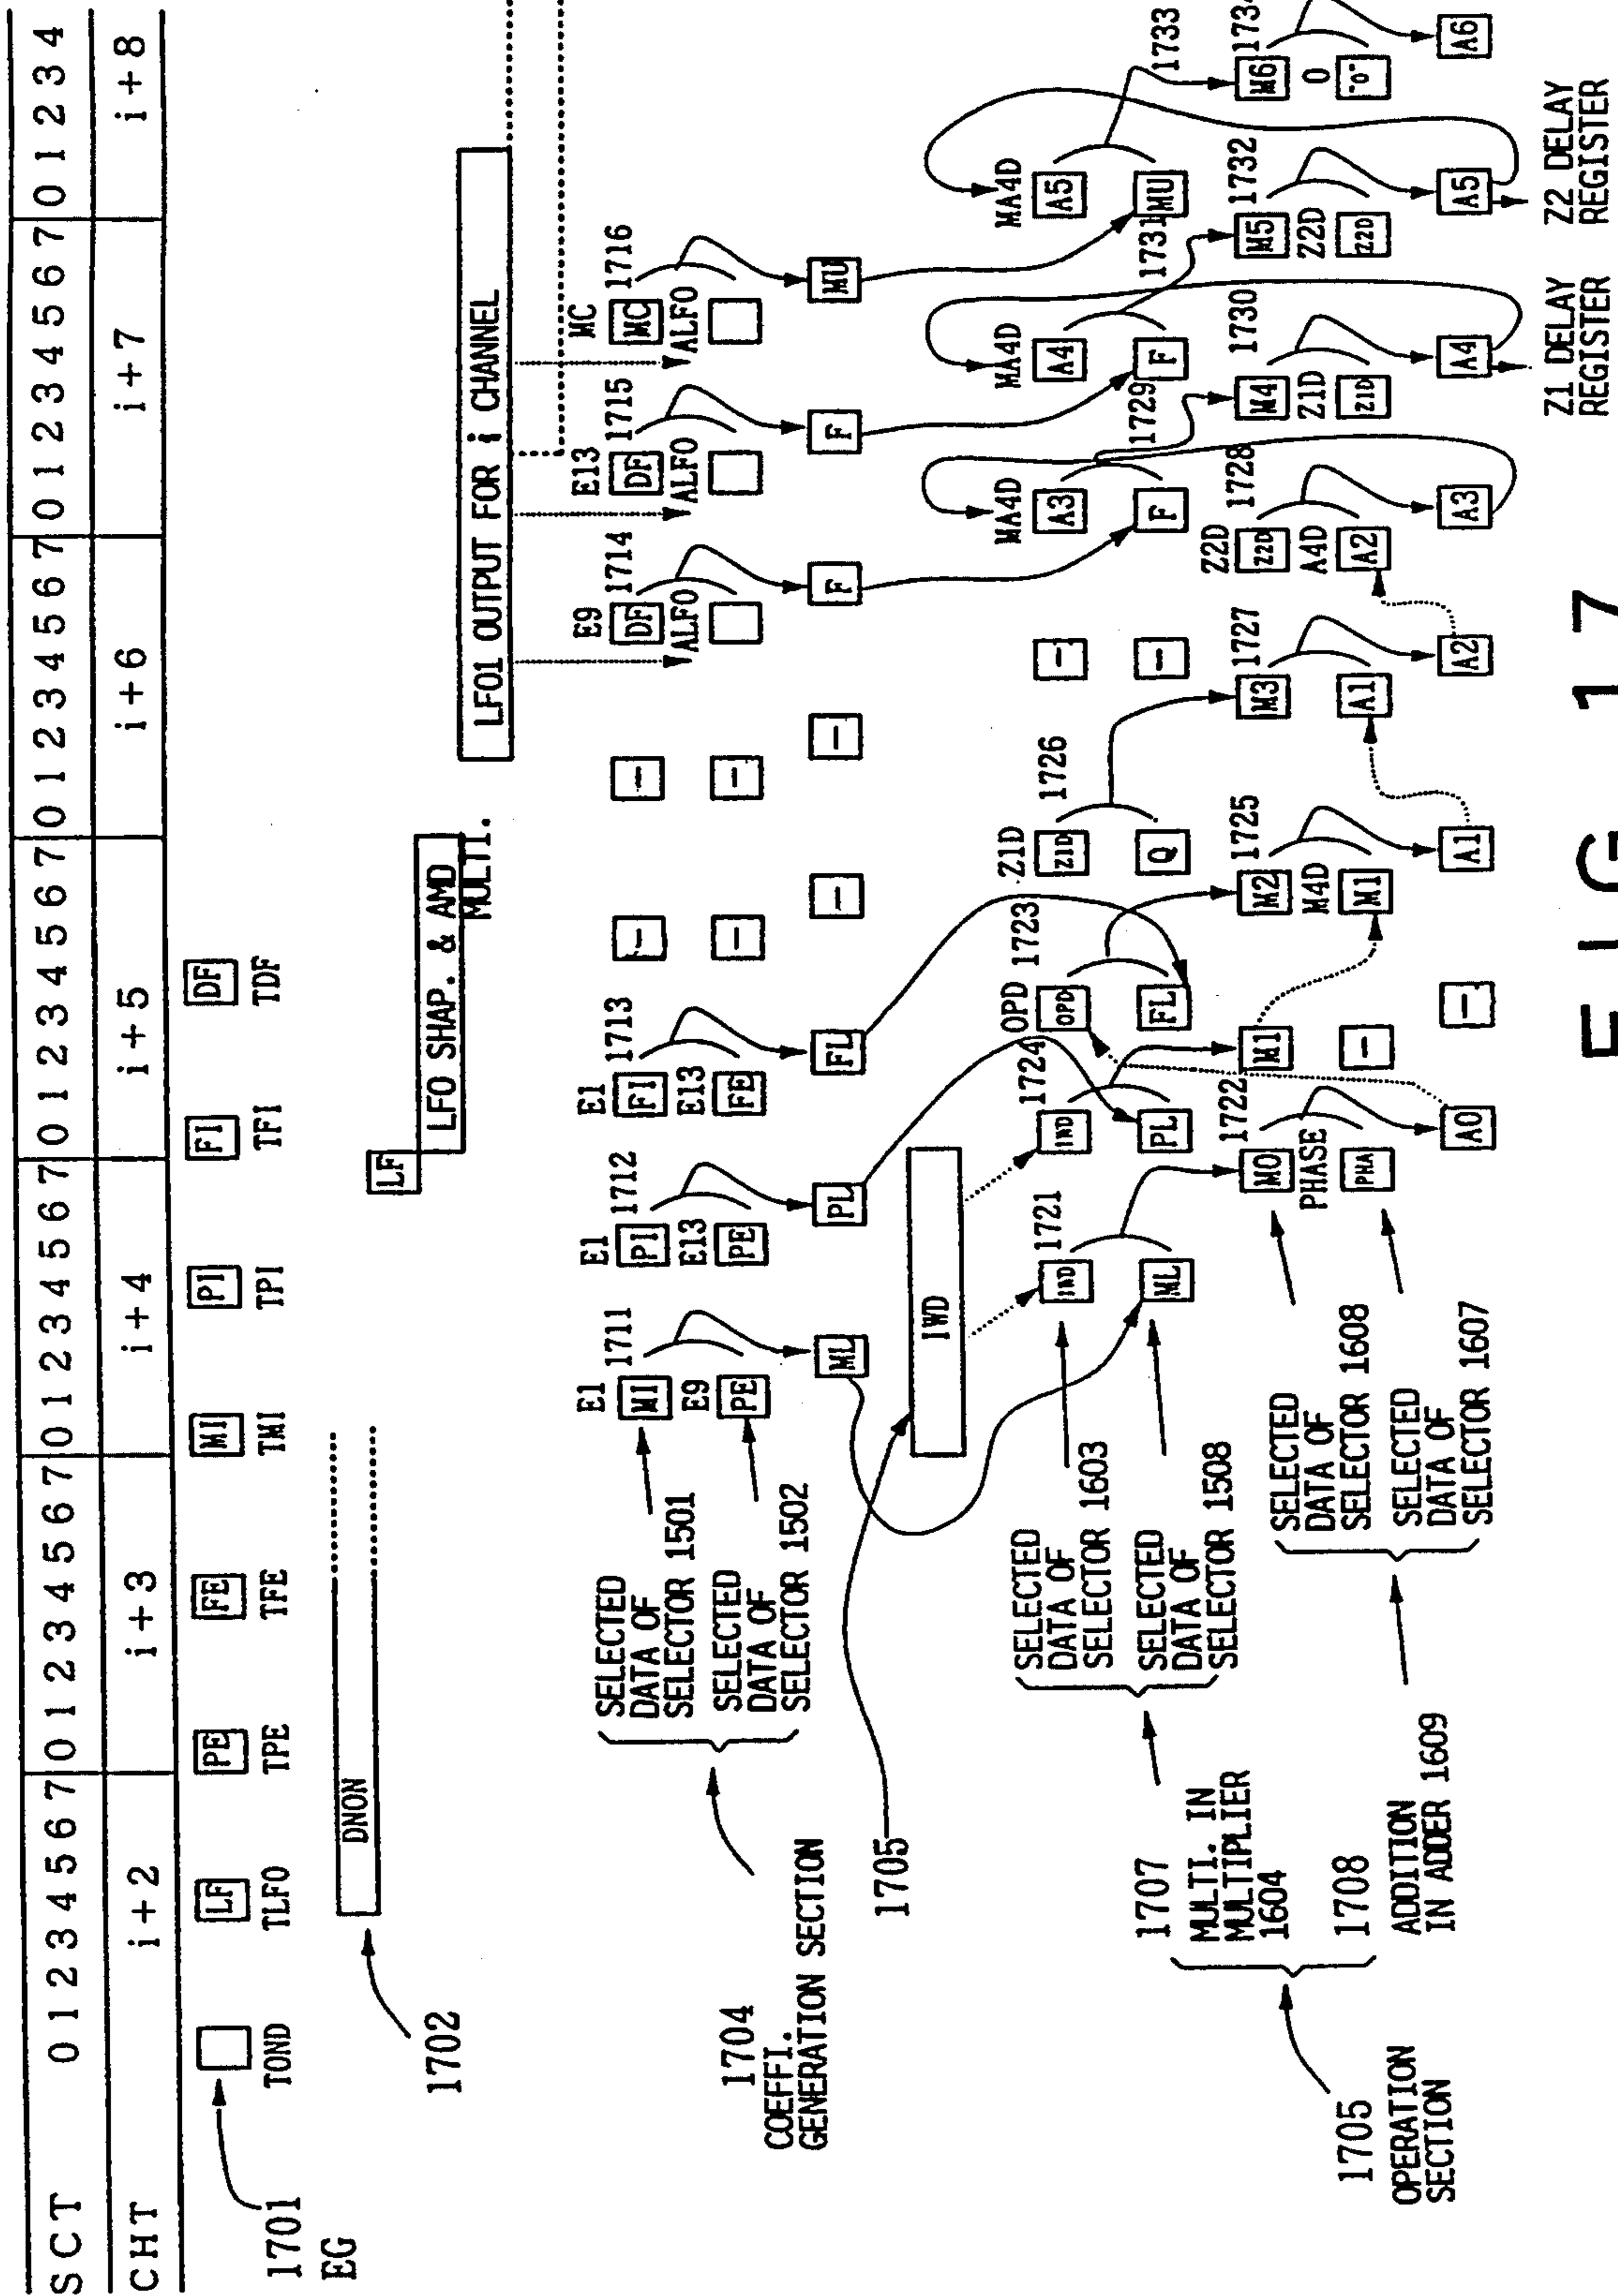 SCT 0 1 2 3 4 5 6 7 0 1 2 3 4 5 6 7 0 1 2 3 4 5 6 7 0 1 2 3 4 5 6 7 0 1 2 3 4 5 6 7 0 1 2 3 4 5 6 7 0 1 2 3 4
CHT i+2 i+3 i+4 i+5 i+6 i+7 i+8
1701
EG
LF PE FE MI PI FI DF
TOND TLFO TPE TFE TMI TPI TFI TDF
1702
DNON
LF
LFO SHAP. & AMD
MULTI.
LFO1 OUTPUT FOR i CHANNEL
1704
COEFFI.
GENERATION SECTION
SELECTED
DATA OF
SELECTOR 1501
SELECTED
DATA OF
SELECTOR 1502
E1 1711
MI
E9
PE
ML
E1 1712
PI
E13
PE
PL
E1 1713
FI
E13
FE
FL
-
-
-
-
-
-
E9 1714
DF
ALFO
F
E13 1715
DF
ALFO
F
MC 1716
MC
ALFO
MU
1705
IWD
1705
OPERATION
SECTION
1707
MULTI. IN
MULTIPLIER
1604
SELECTED
DATA OF
SELECTOR 1603
SELECTED
DATA OF
SELECTOR 1508
1721
IND
ML
1724
IND
PL
OPD 1723
OPD
FL
Z1D 1726
Z1D
Q
-
-
MA4D
A3 1729
F
MA4D
A4 1731
F
MA4D
A5 1733
MU
1708
ADDITION
IN ADDER 1609
SELECTED
DATA OF
SELECTOR 1608
SELECTED
DATA OF
SELECTOR 1607
1722
M0
PHASE
PHA
A0
M1
-
-
M2 1725
M4D
M1
A1
M3 1727
A1
A2
Z2D 1728
Z2D
A4D
A2
A3
M4 1730
Z1D
Z1D
A4
M5 1732
Z2D
Z2D
A5
M6 1734
0
"0"
A6
Z1 DELAY
REGISTER
Z2 DELAY
REGISTER
FIG 17